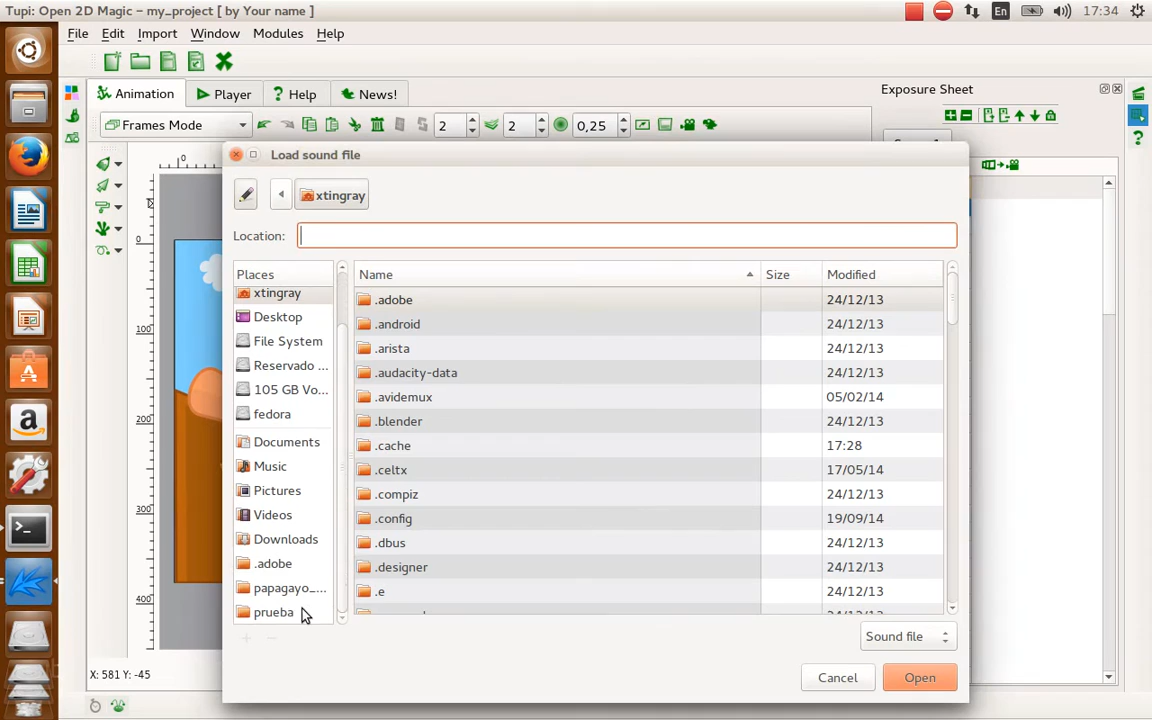 Tupi: Open 2D Magic – my_project [ by Your name ]
En
17:34
File Edit Import Window Modules Help
Animation Player Help News!
Exposure Sheet
Frames Mode 2 2 0,25
Load sound file
xtingray
Location:
Places
xtingray
Desktop
File System
Reservado ...
105 GB Vo...
fedora
Documents
Music
Pictures
Videos
Downloads
.adobe
papagayo_...
prueba
Name Size Modified
.adobe 24/12/13
.android 24/12/13
.arista 24/12/13
.audacity-data 24/12/13
.avidemux 05/02/14
.blender 24/12/13
.cache 17:28
.celtx 17/05/14
.compiz 24/12/13
.config 19/09/14
.dbus 24/12/13
.designer 24/12/13
.e 24/12/13
Sound file
Cancel Open
0
0
100
200
300
400
X: 581 Y: -45